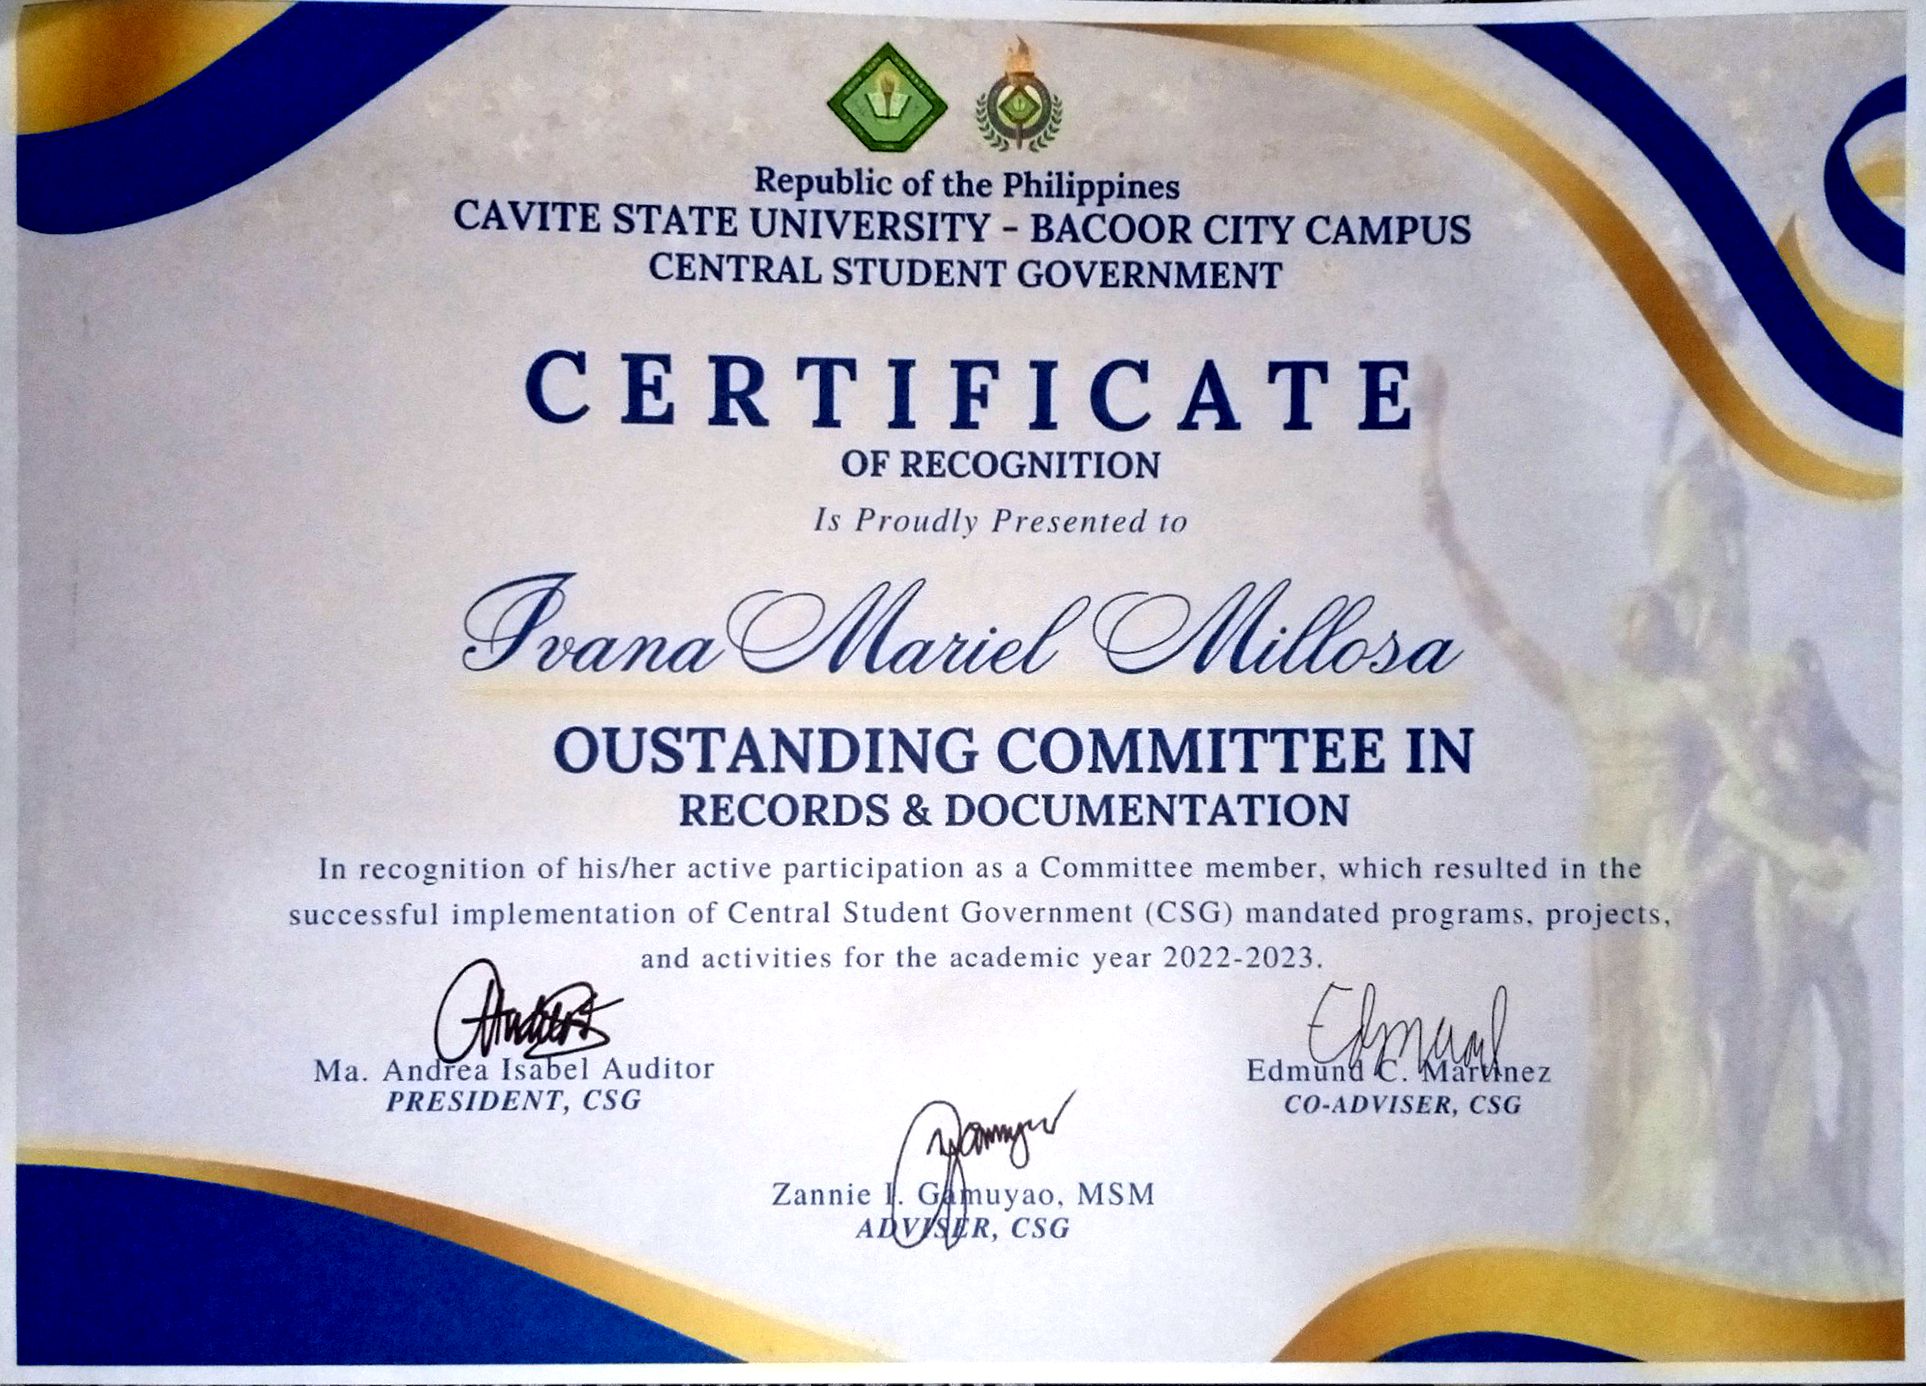 Republic of the Philippines
CAVITE STATE UNIVERSITY - BACOOR CITY CAMPUS
CENTRAL STUDENT GOVERNMENT
CERTIFICATE
OF RECOGNITION
Is Proudly Presented to
Ivana Mariel Millosa
OUSTANDING COMMITTEE IN
RECORDS & DOCUMENTATION
In recognition of his/her active participation as a Committee member, which resulted in the
successful implementation of Central Student Government (CSG) mandated programs, projects,
and activities for the academic year 2022-2023.
Ma. Andrea Isabel Auditor
PRESIDENT, CSG
Edmund C. Martinez
CO-ADVISER, CSG
Zannie I. Gamuyao, MSM
ADVISER, CSG